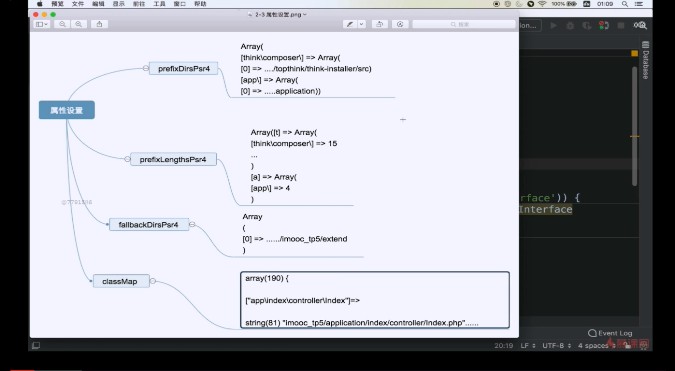 预览 文件 编辑 显示 前往 工具 窗口 帮助
100%
01:09
2-3 属性设置.png
搜索
Array(
[think\composer\] => Array(
[0] => ..../topthink/think-installer/src)
[app\] => Array(
[0] => .....application))
prefixDirsPsr4
属性设置
Array([t] => Array(
[think\composer\] => 15
...
)
[a] => Array(
[app\] => 4
)
prefixLengthsPsr4
Array
(
[0] => ....../imooc_tp5/extend
)
fallbackDirsPsr4
classMap
array(190) {
["app\index\controller\Index"]=>
string(81) "imooc_tp5/application/index/controller/Index.php"......
on...
Database
rface')) {
Interface
Event Log
20:19 LF UTF-8 4 spaces